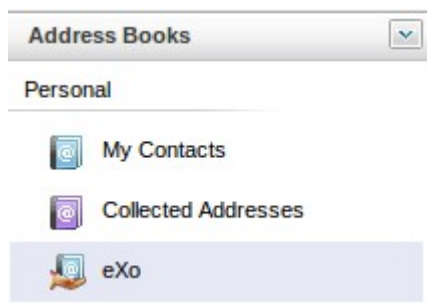 Address Books
Personal
My Contacts
Collected Addresses
eXo